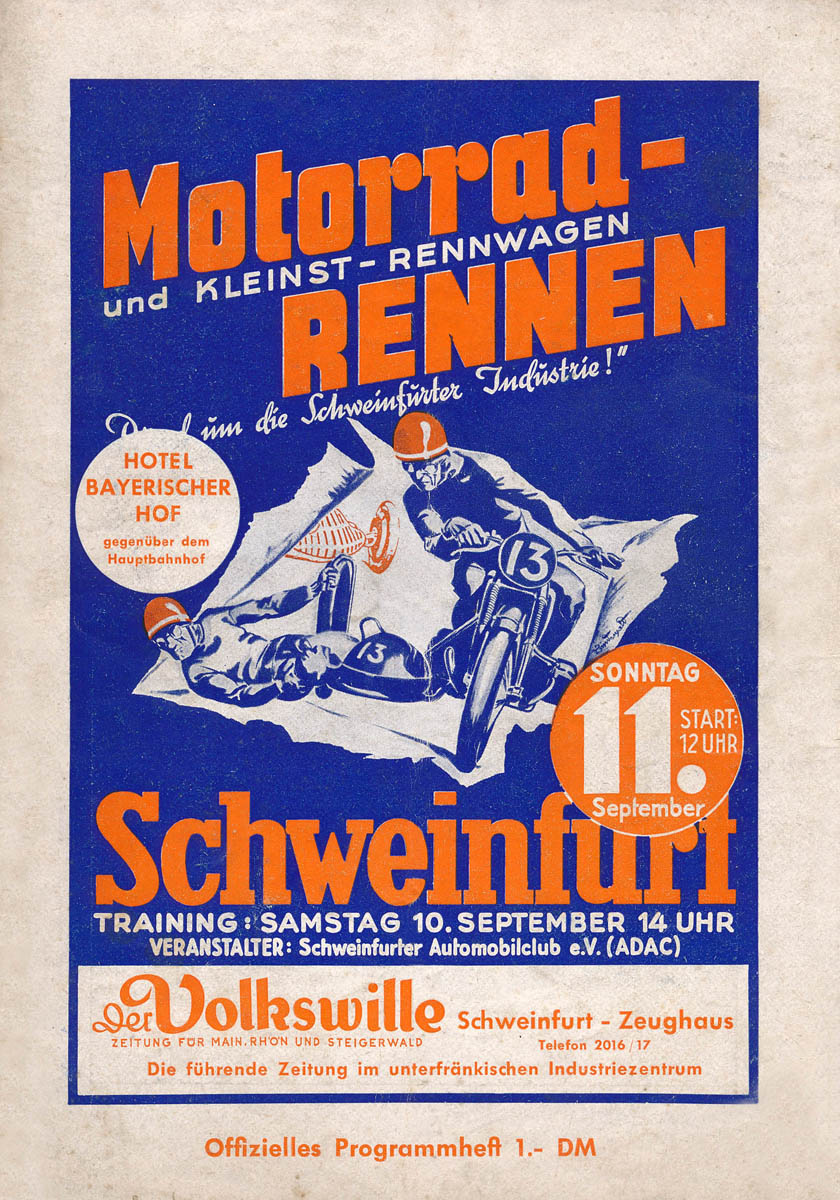 Motorrad-
und KLEINST-RENNWAGEN
RENNEN
um die Schweinfurter Industrie!"
HOTEL
BAYERISCHER
HOF
gegenüber dem
Hauptbahnhof
13
13
SONNTAG
11.
START:
12 UHR
September
Schweinfurt
TRAINING: SAMSTAG 10. SEPTEMBER 14 UHR
VERANSTALTER: Schweinfurter Automobilclub e.V. (ADAC)
Der Volkswille
ZEITUNG FÜR MAIN, RHÖN UND STEIGERWALD
Schweinfurt - Zeughaus
Telefon 2016/17
Die führende Zeitung im unterfränkischen Industriezentrum
Offizielles Programmheft 1.- DM